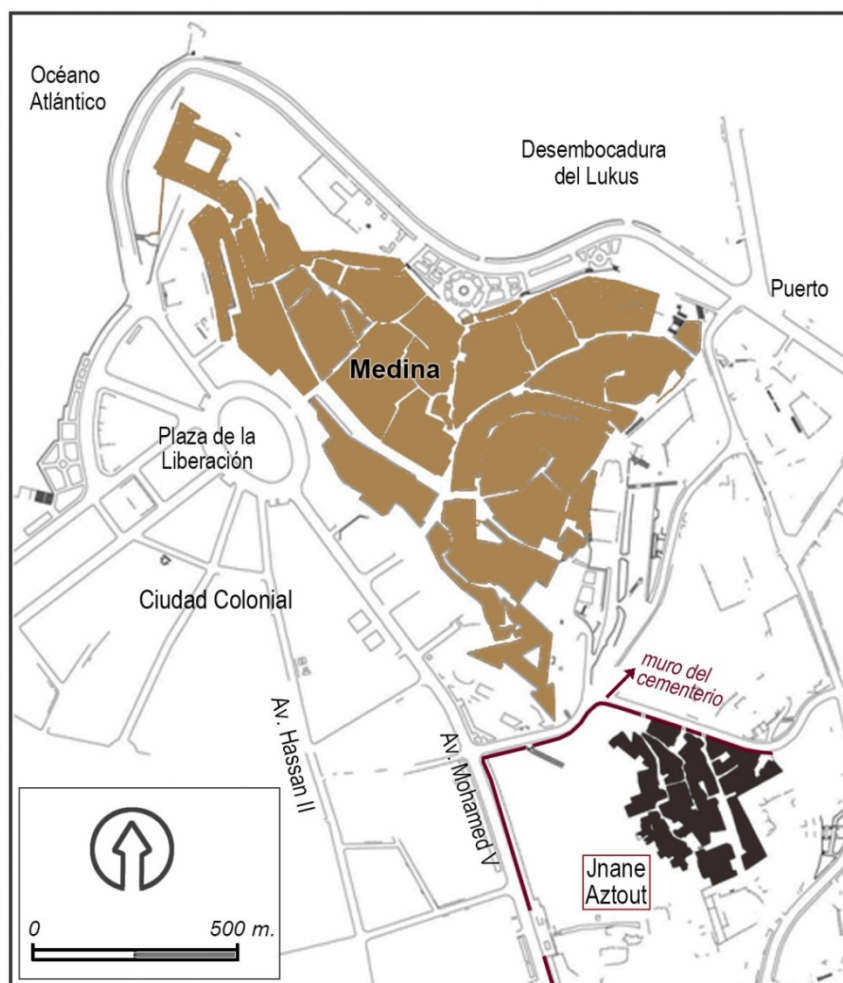 Océano
Atlántico
Desembocadura
del Lukus
Puerto
Medina
Plaza de la
Liberación
Ciudad Colonial
muro del
cementerio
Av. Hassan II
Av. Mohamed V
Jnane
Aztout
0 500 m.